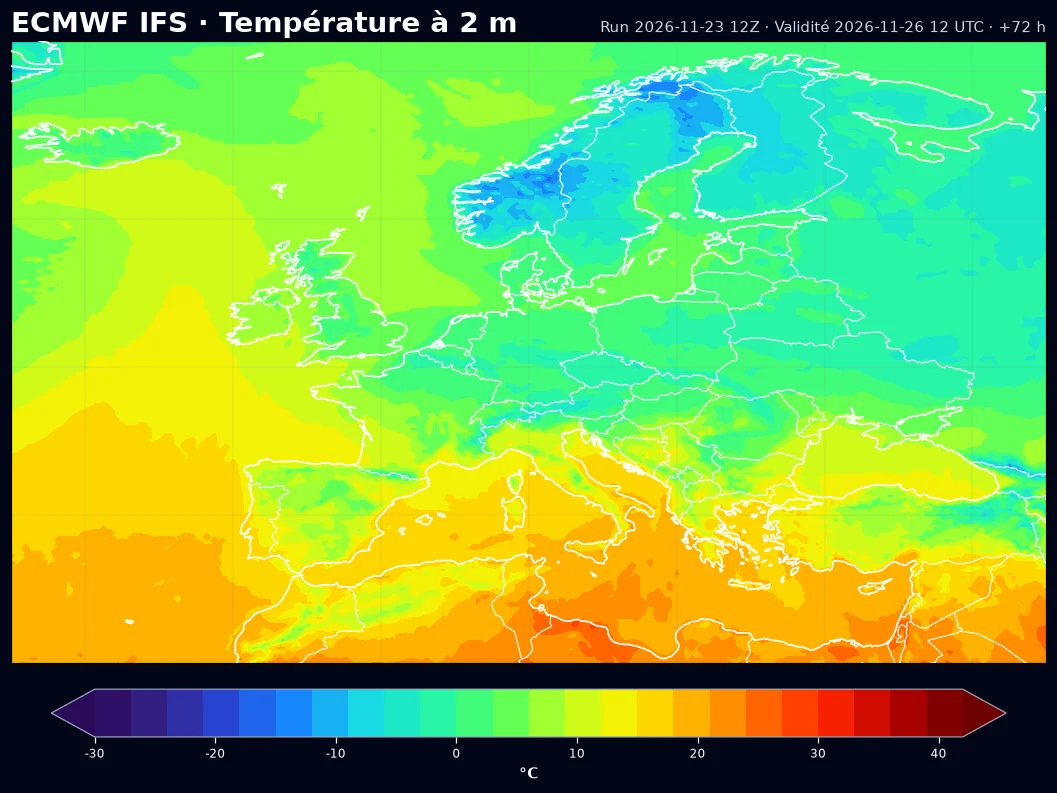 ECMWF IFS · Température à 2 m
Run 2026-11-23 12Z · Validité 2026-11-26 12 UTC · +72 h
-30 -20 -10 0 10 20 30 40
°C